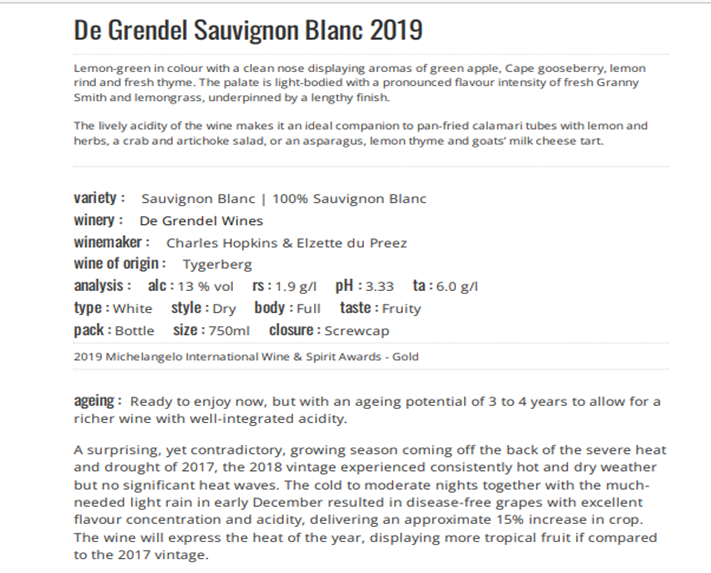 De Grendel Sauvignon Blanc 2019
Lemon-green in colour with a clean nose displaying aromas of green apple, Cape gooseberry, lemon
rind and fresh thyme. The palate is light-bodied with a pronounced flavour intensity of fresh Granny
Smith and lemongrass, underpinned by a lengthy finish.
The lively acidity of the wine makes it an ideal companion to pan-fried calamari tubes with lemon and
herbs, a crab and artichoke salad, or an asparagus, lemon thyme and goats' milk cheese tart.
variety : Sauvignon Blanc | 100% Sauvignon Blanc
winery : De Grendel Wines
winemaker : Charles Hopkins & Elzette du Preez
wine of origin : Tygerberg
analysis : alc : 13 % vol rs : 1.9 g/l pH : 3.33 ta : 6.0 g/l
type : White style : Dry body : Full taste : Fruity
pack : Bottle size : 750ml closure : Screwcap
2019 Michelangelo International Wine & Spirit Awards - Gold
ageing : Ready to enjoy now, but with an ageing potential of 3 to 4 years to allow for a
richer wine with well-integrated acidity.
A surprising, yet contradictory, growing season coming off the back of the severe heat
and drought of 2017, the 2018 vintage experienced consistently hot and dry weather
but no significant heat waves. The cold to moderate nights together with the much-
needed light rain in early December resulted in disease-free grapes with excellent
flavour concentration and acidity, delivering an approximate 15% increase in crop.
The wine will express the heat of the year, displaying more tropical fruit if compared
to the 2017 vintage.